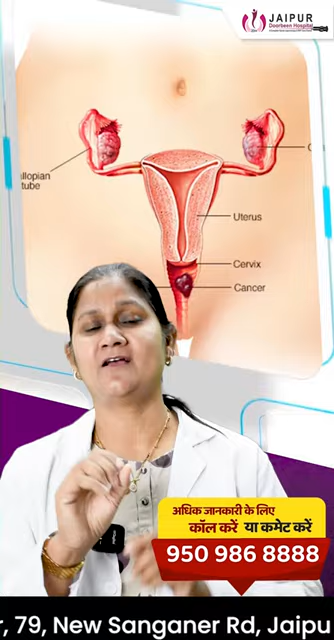 JAIPUR
Doorbeen Hospital
allopian
tube
Uterus
Cervix
Cancer
अधिक जानकारी के लिए
कॉल करें या कमेट करें
950 986 8888
, 79, New Sanganer Rd, Jaipu